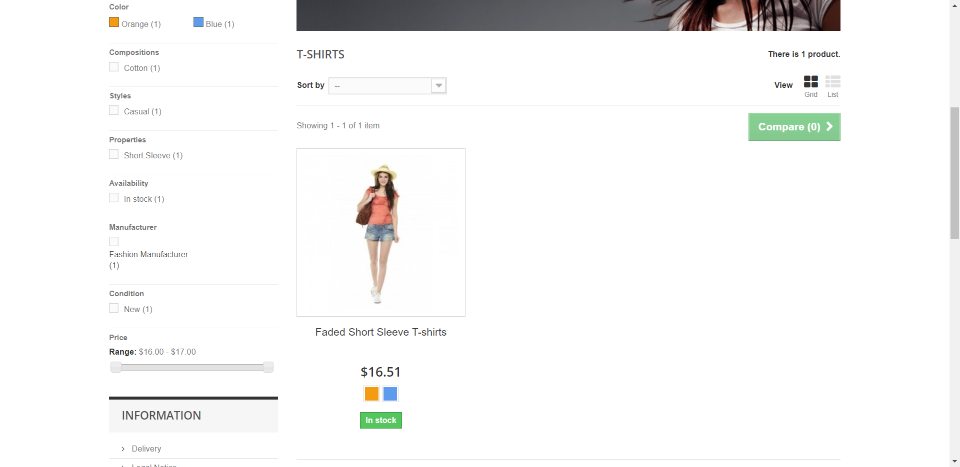 Color
Orange (1)
Blue (1)
Compositions
Cotton (1)
Styles
Casual (1)
Properties
Short Sleeve (1)
Availability
In stock (1)
Manufacturer
Fashion Manufacturer
(1)
Condition
New (1)
Price
Range: $16.00 - $17.00
INFORMATION
Delivery
Legal Notice
T-SHIRTS
There is 1 product.
Sort by
--
View
Grid
List
Showing 1 - 1 of 1 item
Compare (0)
Faded Short Sleeve T-shirts
$16.51
In stock